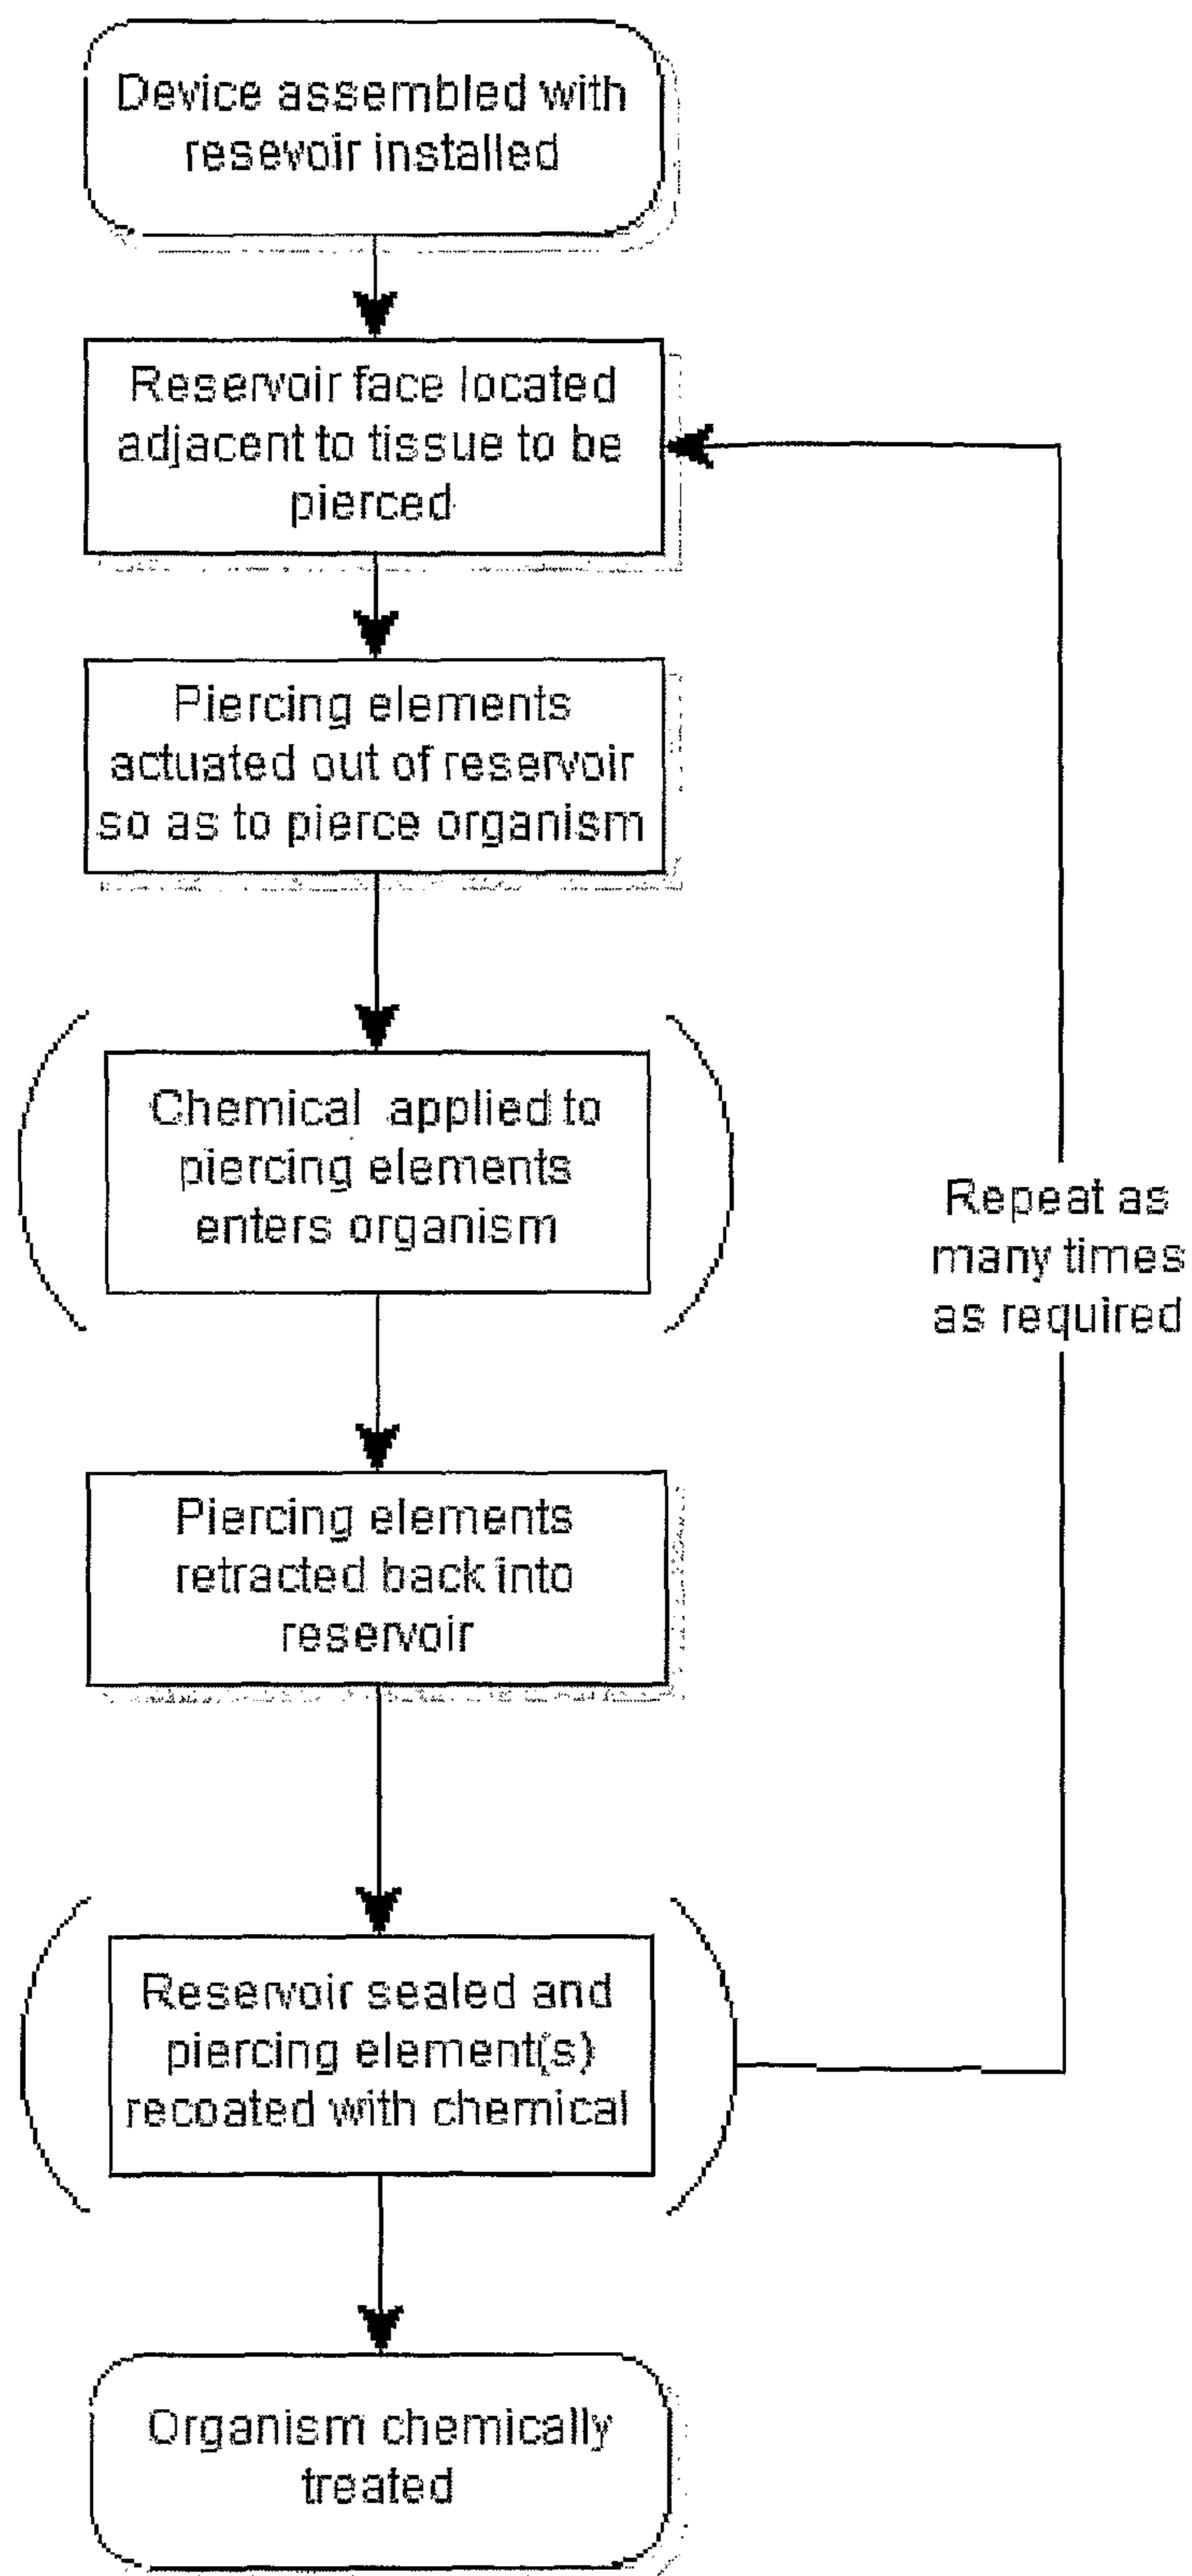 Device assembled with
resevoir installed
Reservoir face located
adjacent to tissue to be
pierced
Piercing elements
actuated out of reservoir
so as to pierce organism
Chemical applied to
piercing elements
enters organism
Repeat as
many times
as required
Piercing elements
retracted back into
reservoir
Reservoir sealed and
piercing element(s)
recoated with chemical
Organism chemically
treated